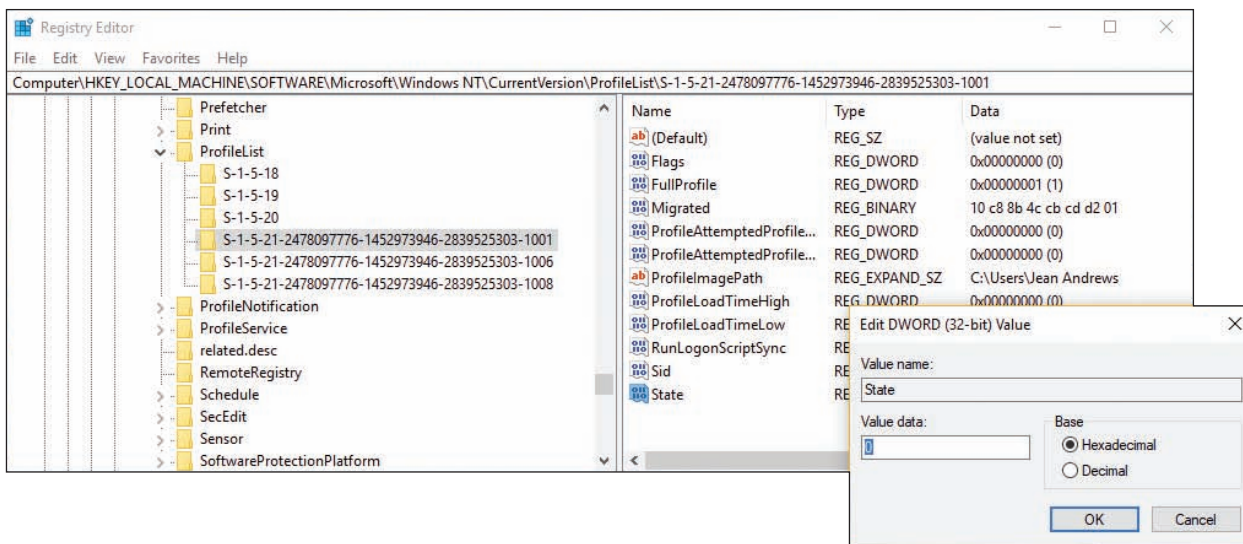 Registry Editor
File Edit View Favorites Help
Computer\HKEY_LOCAL_MACHINE\SOFTWARE\Microsoft\Windows NT\CurrentVersion\ProfileList\S-1-5-21-2478097776-1452973946-2839525303-1001
Prefetcher
Print
ProfileList
S-1-5-18
S-1-5-19
S-1-5-20
S-1-5-21-2478097776-1452973946-2839525303-1001
S-1-5-21-2478097776-1452973946-2839525303-1006
S-1-5-21-2478097776-1452973946-2839525303-1008
ProfileNotification
ProfileService
related.desc
RemoteRegistry
Schedule
SecEdit
Sensor
SoftwareProtectionPlatform
Name Type Data
(Default) REG_SZ (value not set)
Flags REG_DWORD 0x00000000 (0)
FullProfile REG_DWORD 0x00000001 (1)
Migrated REG_BINARY 10 c8 8b 4c cb cd d2 01
ProfileAttemptedProfile... REG_DWORD 0x00000000 (0)
ProfileAttemptedProfile... REG_DWORD 0x00000000 (0)
ProfileImagePath REG_EXPAND_SZ C:\Users\Jean Andrews
ProfileLoadTimeHigh REG_DWORD 0x00000000 (0)
ProfileLoadTimeLow RE
RunLogonScriptSync RE
Sid RE
State RE
Edit DWORD (32-bit) Value
Value name:
State
Value data:
0
Base
Hexadecimal
Decimal
OK Cancel